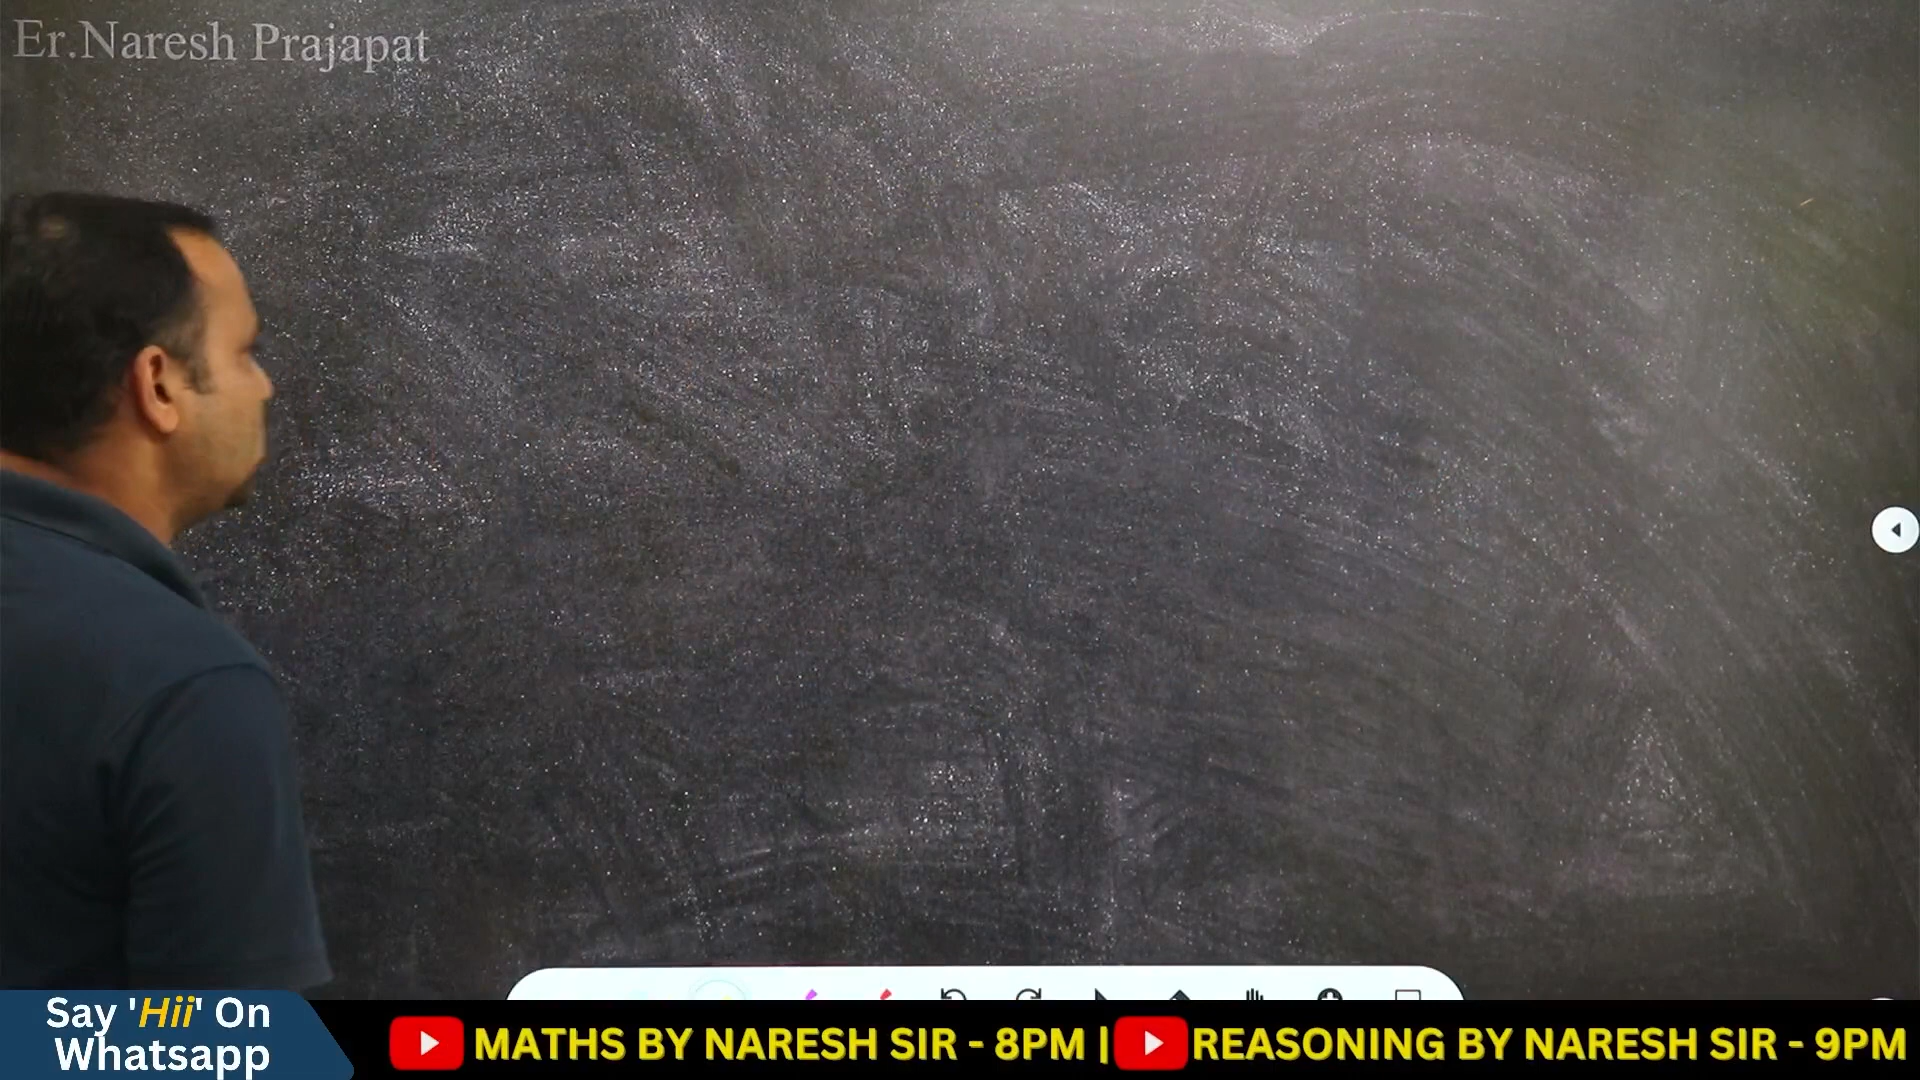 Er.Naresh Prajapat
Say 'Hii' On
Whatsapp
MATHS BY NARESH SIR - 8PM | REASONING BY NARESH SIR - 9PM